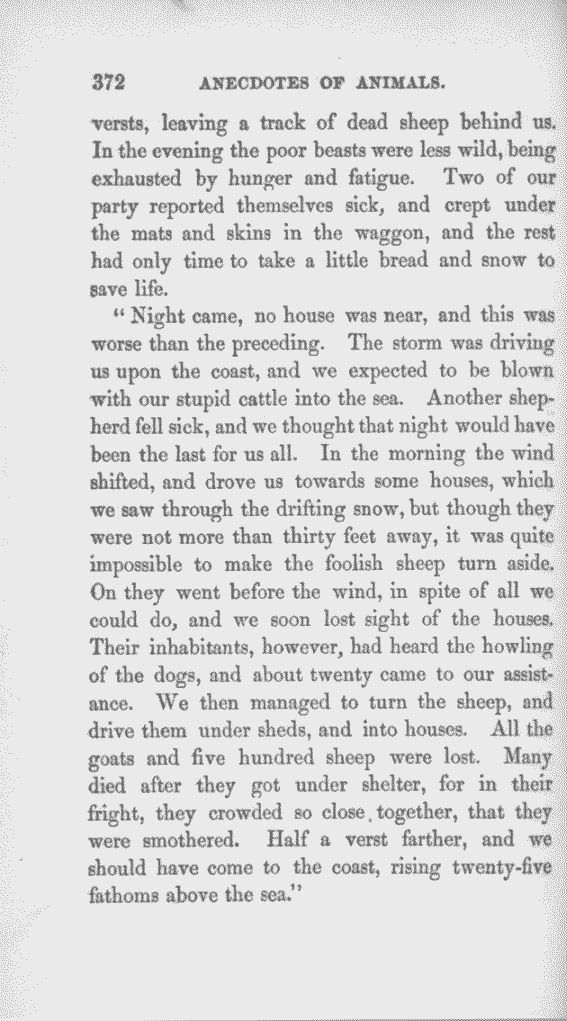 372 ANECDOTES OF ANIMALS.
versts, leaving a track of dead sheep behind us.
In the evening the poor beasts were less wild, being
exhausted by hunger and fatigue. Two of our
party reported themselves sick, and crept under
the mats and skins in the waggon, and the rest
had only time to take a little bread and snow to
save life.
“ Night came, no house was near, and this was
worse than the preceding. The storm was driving
us upon the coast, and we expected to be blown
with our stupid cattle into the sea. Another shep-
herd fell sick, and we thought that night would have
been the last for us all. In the morning the wind
shifted, and drove us towards some houses, which
we saw through the drifting snow, but though they
were not more than thirty feet away, it was quite
impossible to make the foolish sheep turn aside.
On they went before the wind, in spite of all we
could do, and we soon lost sight of the houses.
Their inhabitants, however, had heard the howling
of the dogs, and about twenty came to our assist-
ance. We then managed to turn the sheep, and
drive them under sheds, and into houses. All the
goats and five hundred sheep were lost. Many
died after they got under shelter, for in their
fright, they crowded so close together, that they
were smothered. Half a verst farther, and we
should have come to the coast, rising twenty-five
fathoms above the sea.”